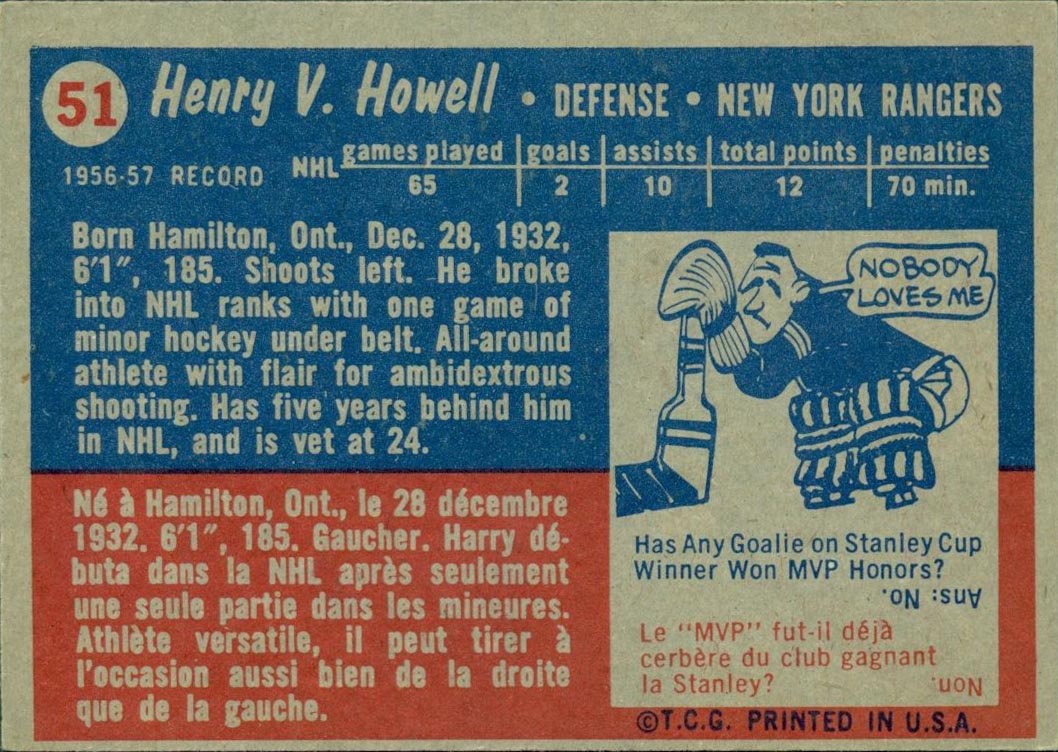 51 Henry V. Howell • DEFENSE • NEW YORK RANGERS
1956-57 RECORD NHL games played goals assists total points penalties
65 2 10 12 70 min.
Born Hamilton, Ont., Dec. 28, 1932,
6'1", 185. Shoots left. He broke
into NHL ranks with one game of
minor hockey under belt. All-around
athlete with flair for ambidextrous
shooting. Has five years behind him
in NHL, and is vet at 24.
Né à Hamilton, Ont., le 28 décembre
1932. 6'1", 185. Gaucher. Harry dé-
buta dans la NHL après seulement
une seule partie dans les mineures.
Athlète versatile, il peut tirer à
l'occasion aussi bien de la droite
que de la gauche.
NOBODY
LOVES ME
Has Any Goalie on Stanley Cup
Winner Won MVP Honors?
Ans: No.
Le "MVP" fut-il déjà
cerbère du club gagnant
la Stanley?
Non.
©T.C.G. PRINTED IN U.S.A.